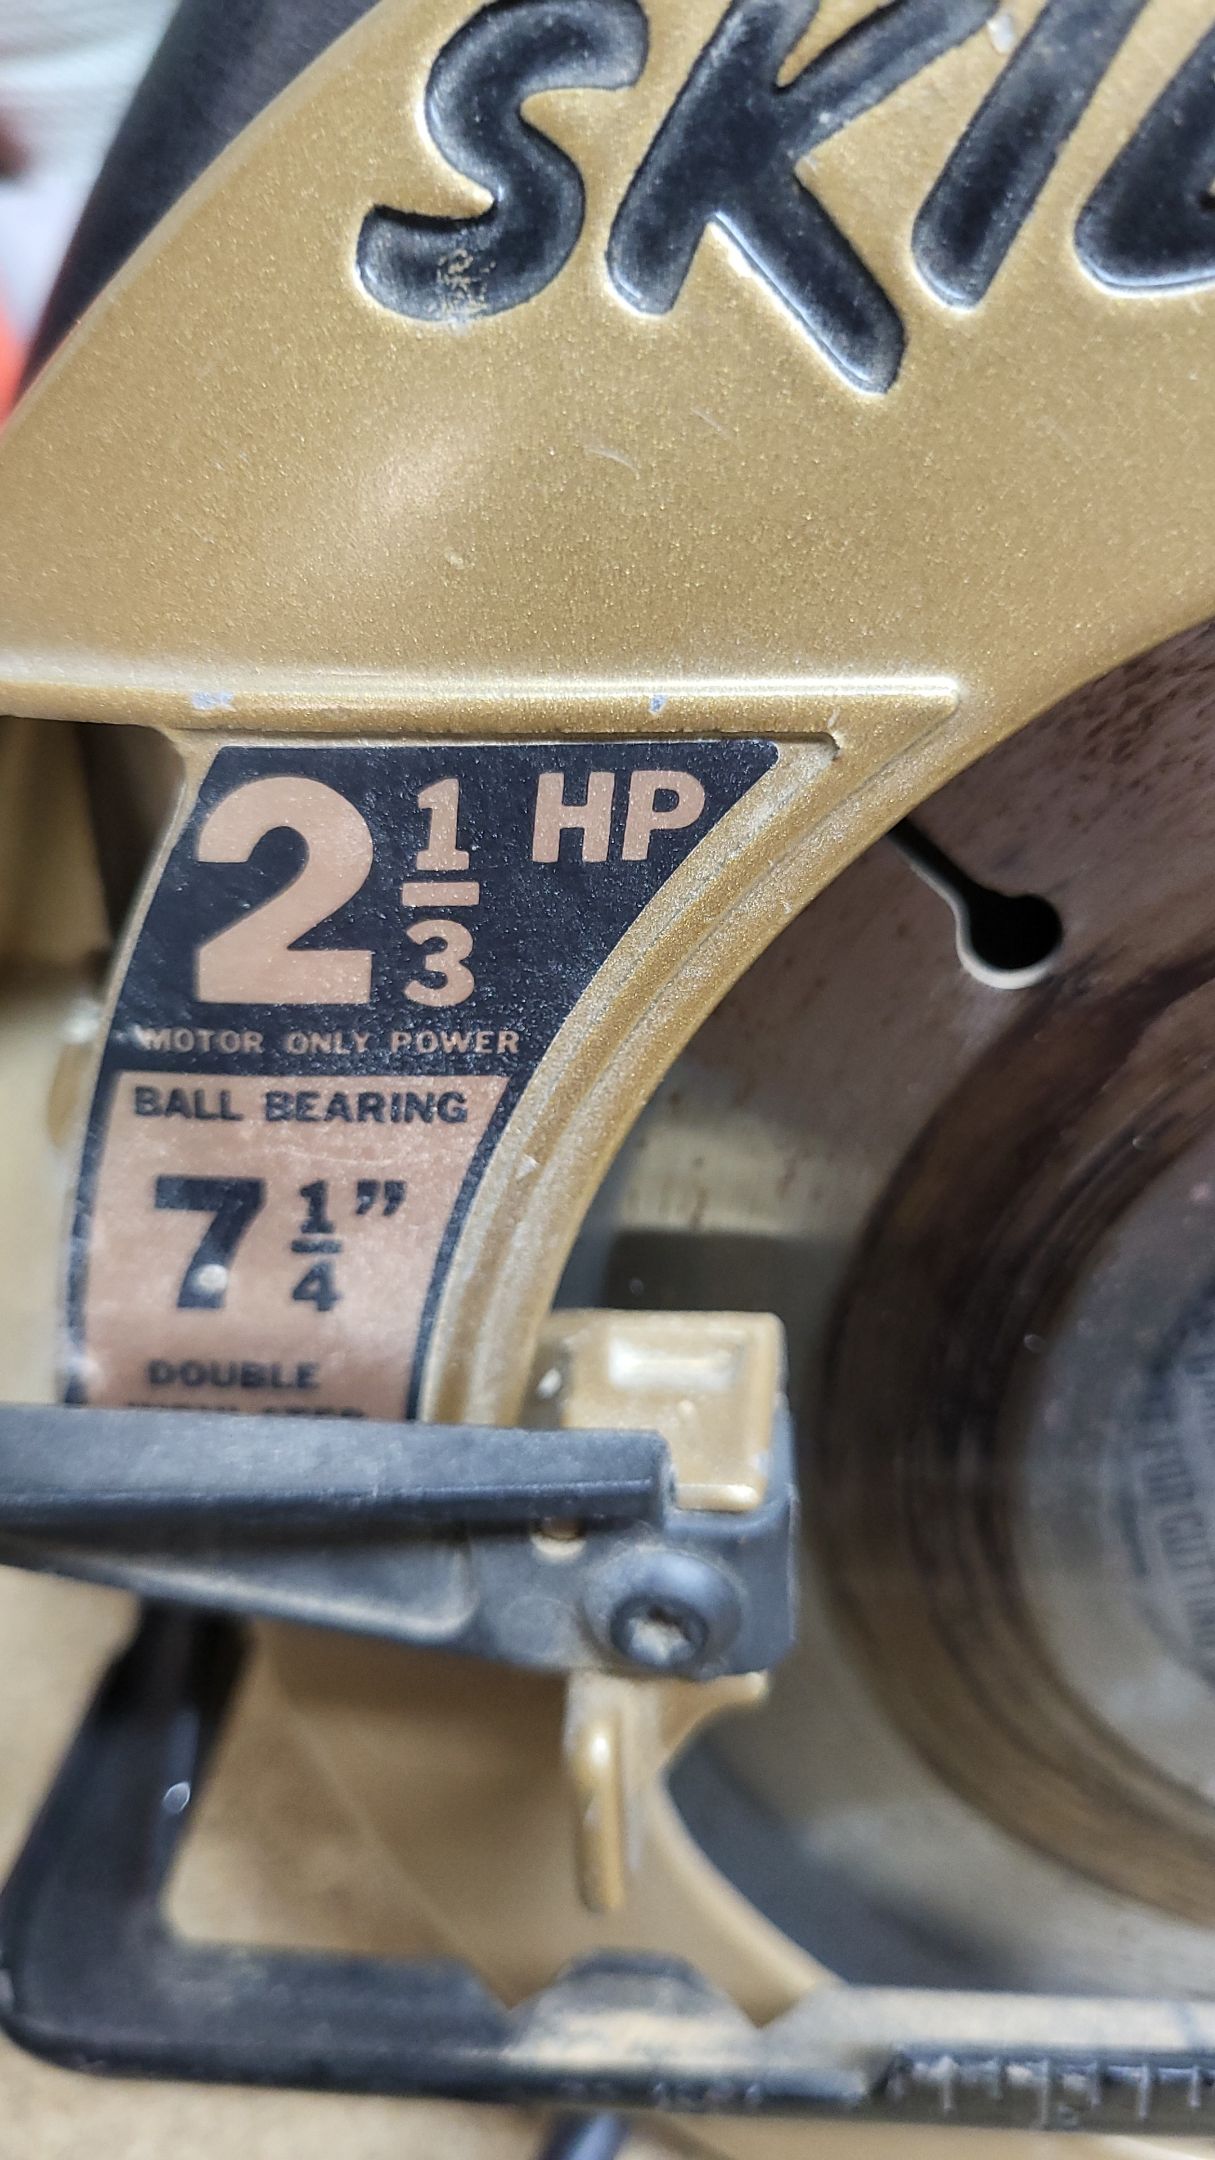 SKIL
2 1/3 HP
MOTOR ONLY POWER
BALL BEARING
7 1/4”
DOUBLE